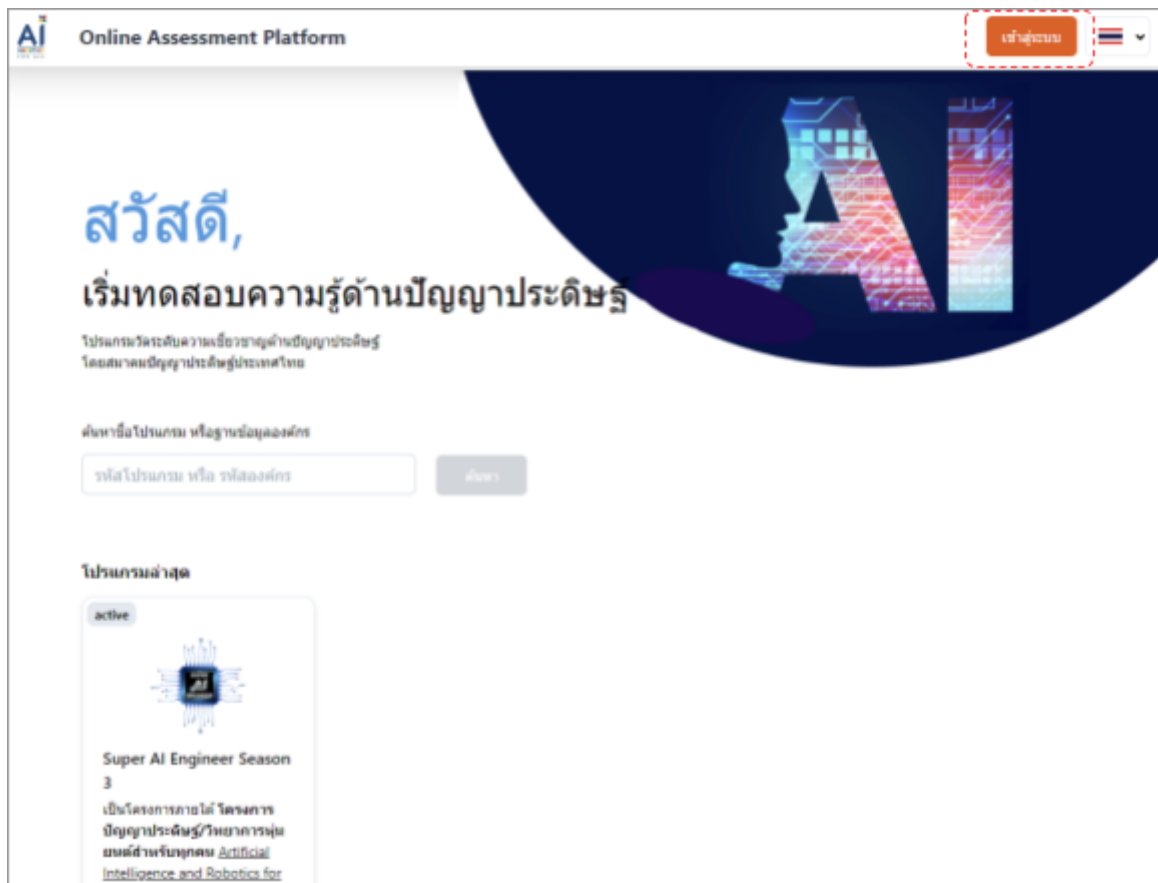 AI
Online Assessment Platform
เข้าสู่ระบบ
AI
สวัสดี,
เริ่มทดสอบความรู้ด้านปัญญาประดิษฐ์
โปรแกรมวัดระดับความเชี่ยวชาญด้านปัญญาประดิษฐ์
โดยสมาคมปัญญาประดิษฐ์ประเทศไทย
ค้นหาชื่อโปรแกรม หรือฐานข้อมูลองค์กร
รหัสโปรแกรม หรือ รหัสองค์กร
ค้นหา
โปรแกรมล่าสุด
active
AI
Super AI Engineer Season
3
เป็นโครงการภายใต้ โครงการ
ปัญญาประดิษฐ์/วิทยาการหุ่น
ยนต์สำหรับทุกคน Artificial
Intelligence and Robotics for